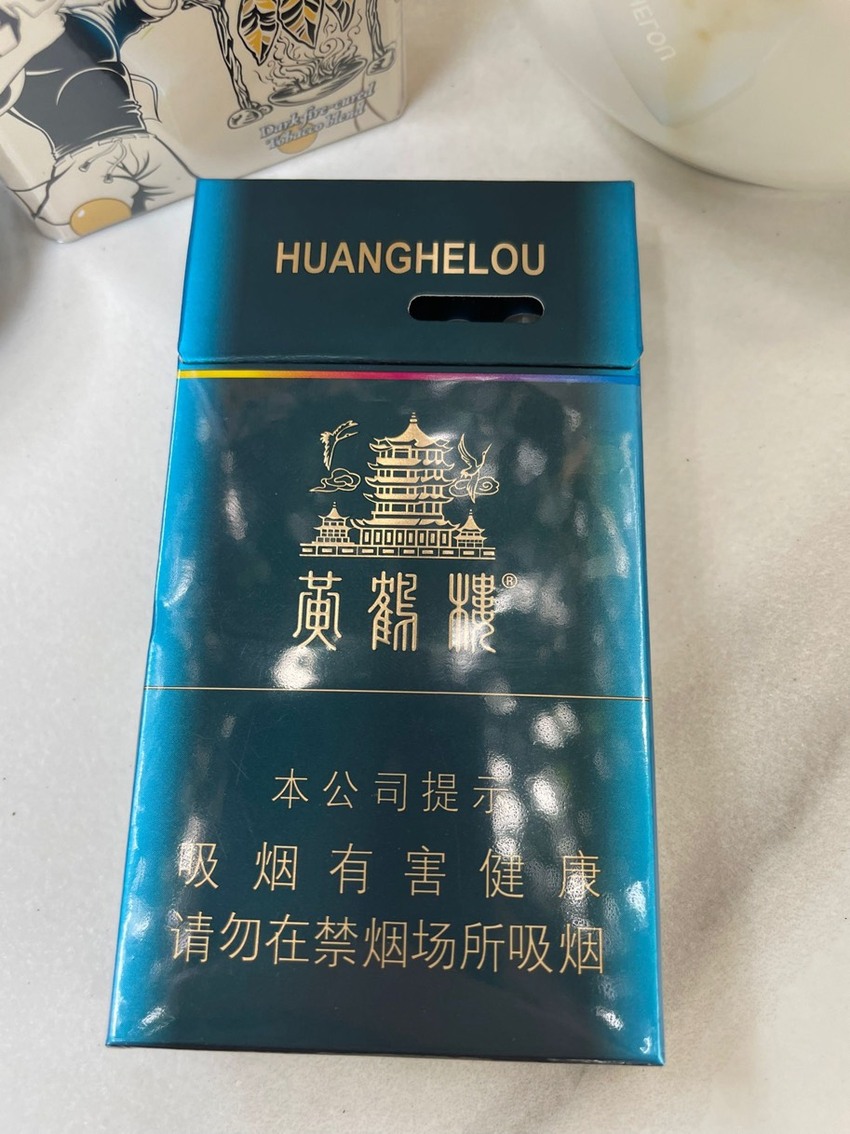 Dark fire-cured
Tobacco blend
HUANGHELOU
黄鹤楼®
本公司提示
吸烟有害健康
请勿在禁烟场所吸烟